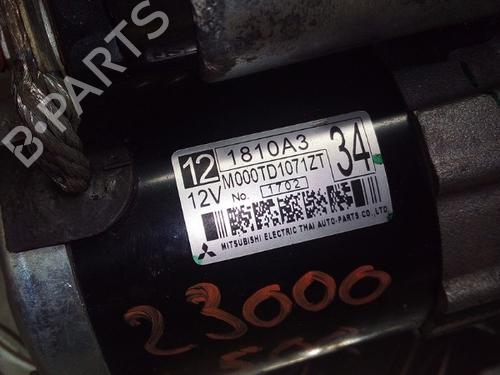 B-PARTS
12
1810A3
34
12V M000TD1071ZT
No. 1702
MITSUBISHI ELECTRIC THAI AUTO-PARTS CO.,LTD.
23000